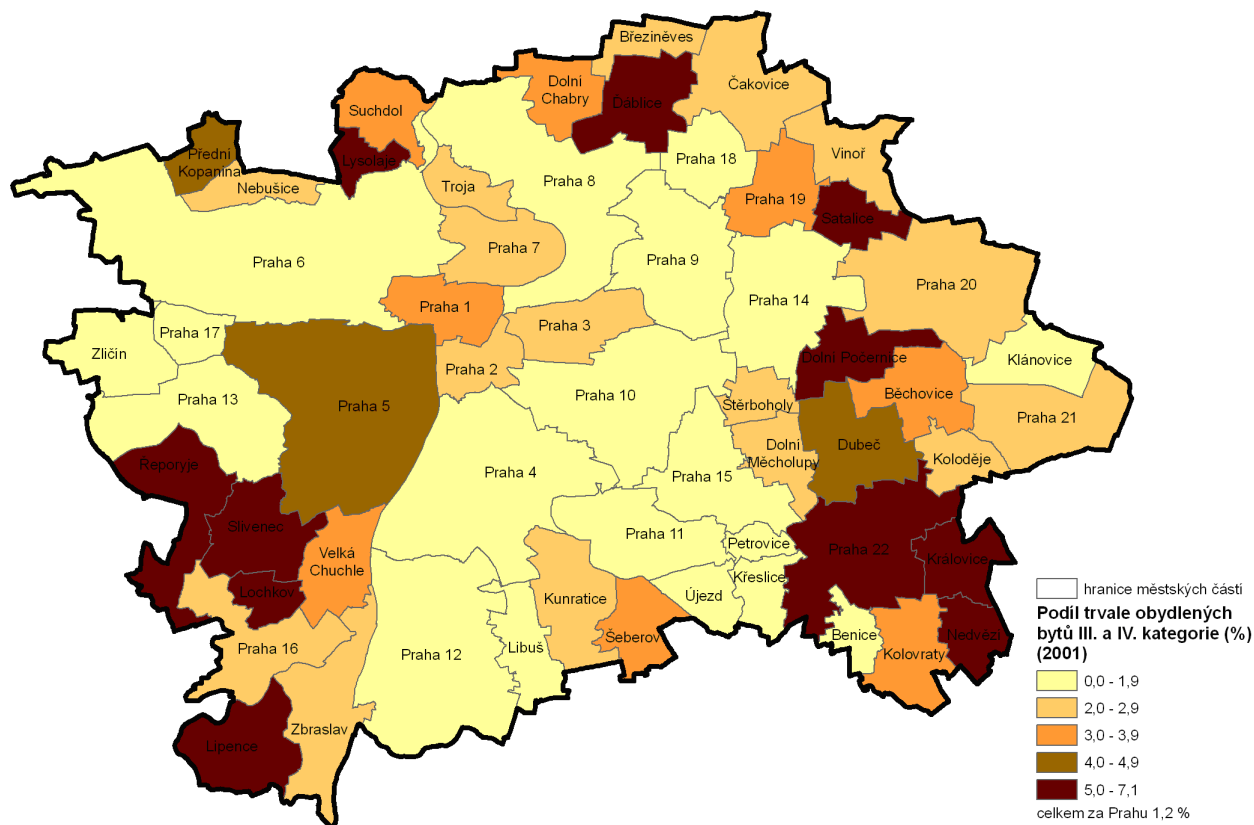 Březiněves
Dolní
Chabry
Ďáblice
Čakovice
Suchdol
Přední
Kopanina
Lysolaje
Praha 18
Vinoř
Nebušice
Troja
Praha 8
Praha 19
Satalice
Praha 7
Praha 6
Praha 9
Praha 20
Praha 14
Praha 1
Praha 3
Praha 17
Zličín
Dolní Počernice
Klánovice
Praha 2
Praha 13
Praha 5
Praha 10
Štěrboholy
Běchovice
Praha 21
Dolní
Měcholupy
Dubeč
Koloděje
Řeporyje
Praha 4
Praha 15
Slivenec
Velká
Chuchle
Praha 11
Petrovice
Praha 22
Královice
Lochkov
Kunratice
Újezd
Křeslice
Šeberov
Benice
Nedvězí
Kolovraty
Praha 16
Praha 12
Libuš
Zbraslav
Lipence
hranice městských částí
Podíl trvale obydlených
bytů III. a IV. kategorie (%)
(2001)
0,0 - 1,9
2,0 - 2,9
3,0 - 3,9
4,0 - 4,9
5,0 - 7,1
celkem za Prahu 1,2 %